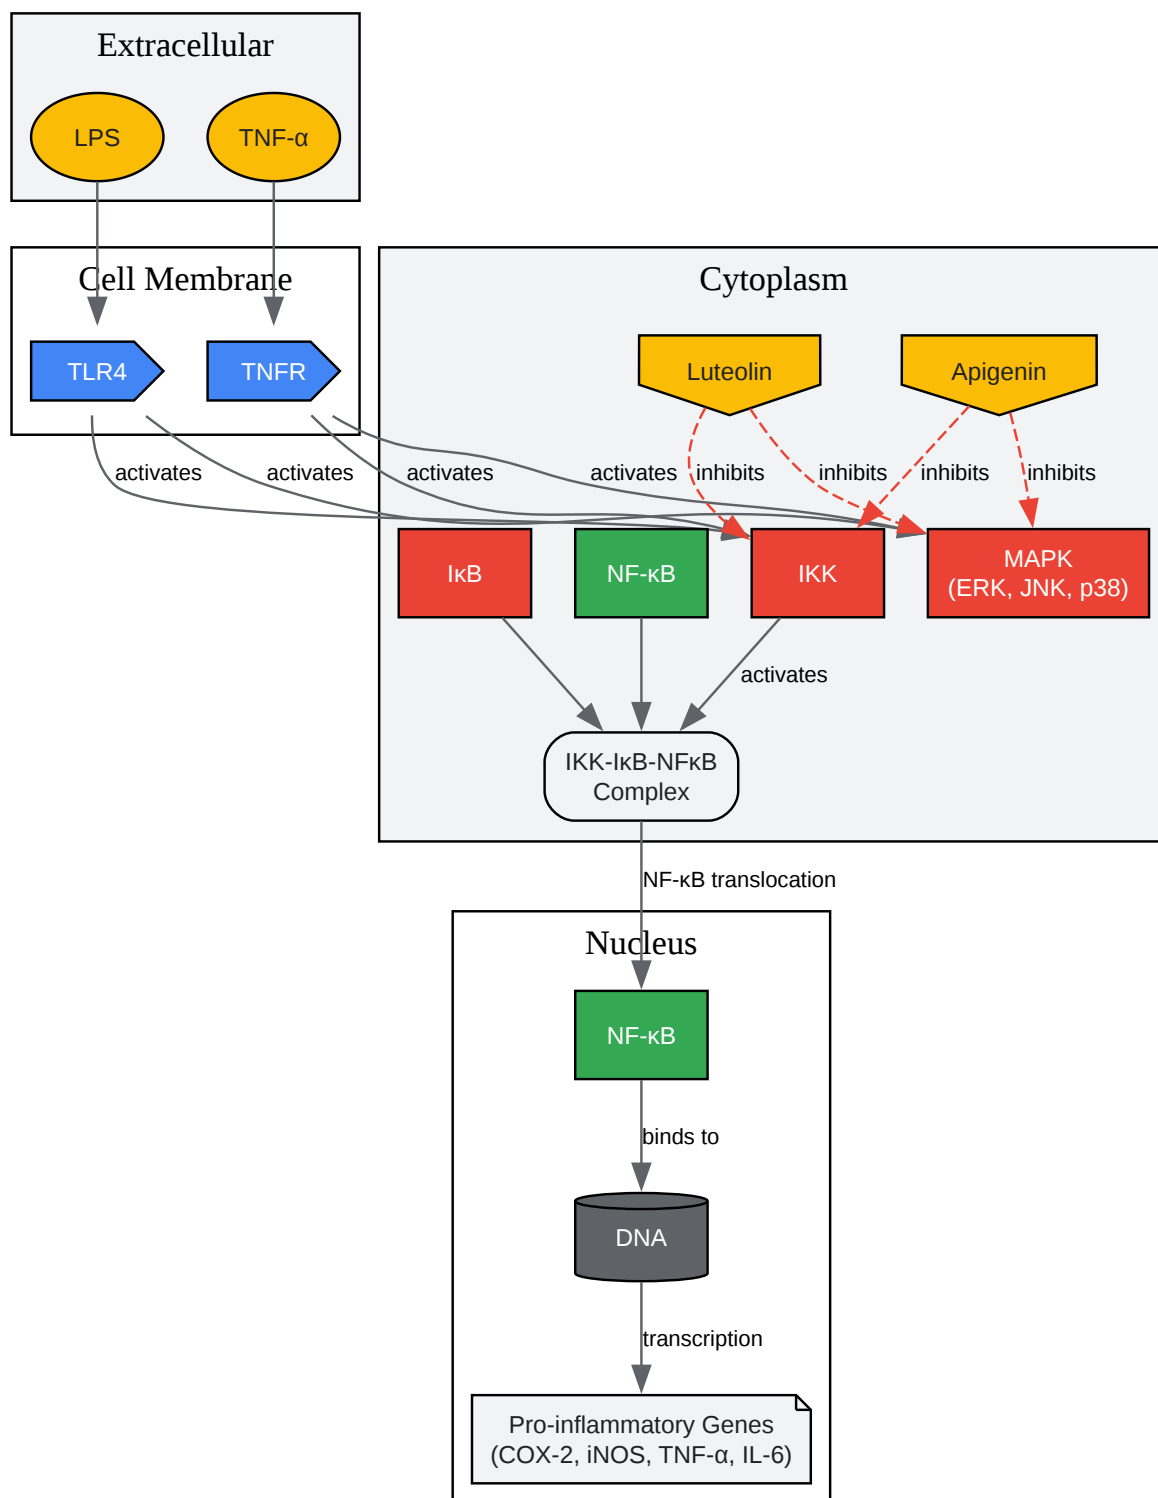 Extracellular
LPS
TNF-α
Cell Membrane
Cytoplasm
TLR4
TNFR
Luteolin
Apigenin
activates
activates
activates
activates
inhibits
inhibits
inhibits
inhibits
IκB
NF-κB
IKK
MAPK
(ERK, JNK, p38)
activates
IKK-IκB-NFκB
Complex
NF-κB translocation
Nucleus
NF-κB
binds to
DNA
transcription
Pro-inflammatory Genes
(COX-2, iNOS, TNF-α, IL-6)